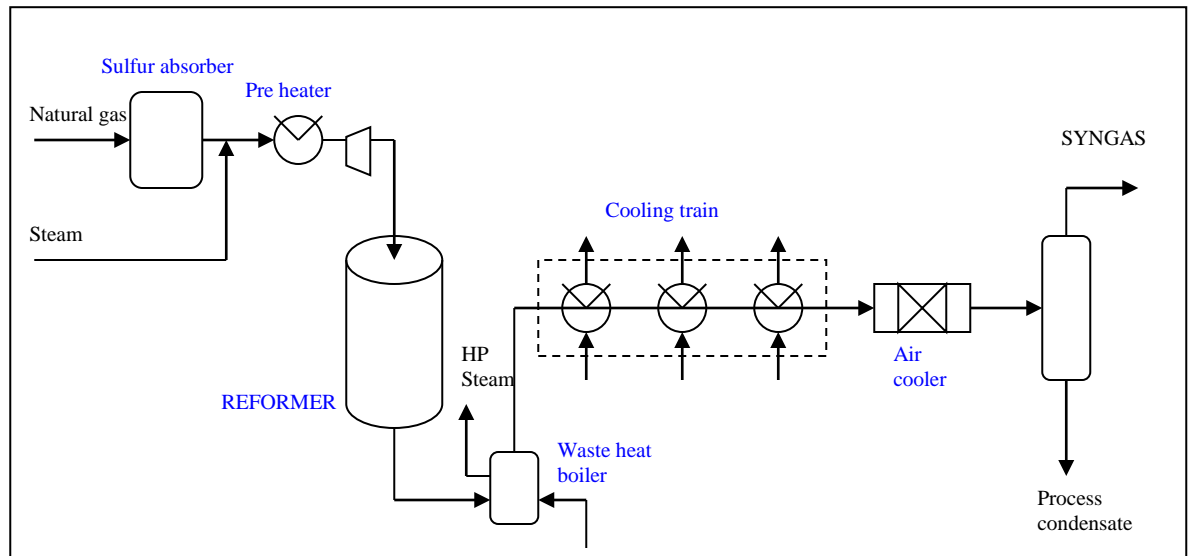 Sulfur absorber
Pre heater
Natural gas
SYNGAS
Cooling train
Steam
HP
Steam
Air
cooler
REFORMER
Waste heat
boiler
Process
condensate